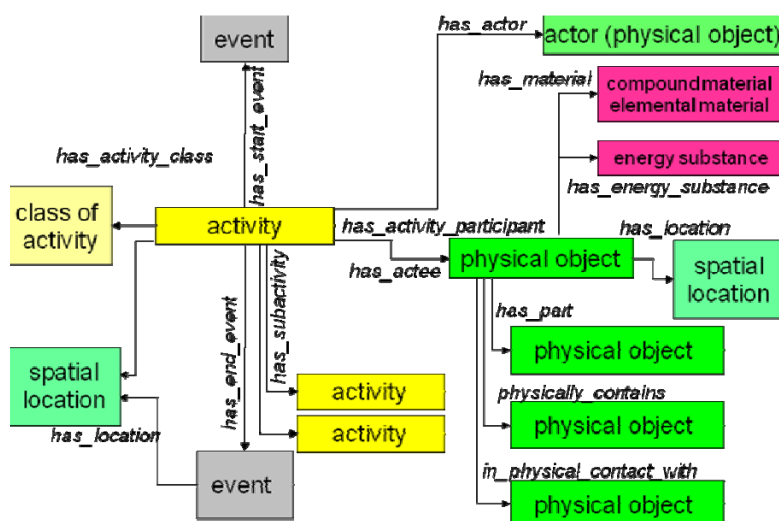 event
has_actor
actor (physical object)
has_material
compound material
elemental material
has_start_event
has_activity_class
energy substance
has_energy_substance
class of
activity
activity
has_activity_participant
has_location
has_actee
physical object
spatial
location
has_part
physical object
has_end_event
has_subactivity
spatial
location
has_location
activity
physically_contains
activity
physical object
event
in_physical_contact_with
physical object